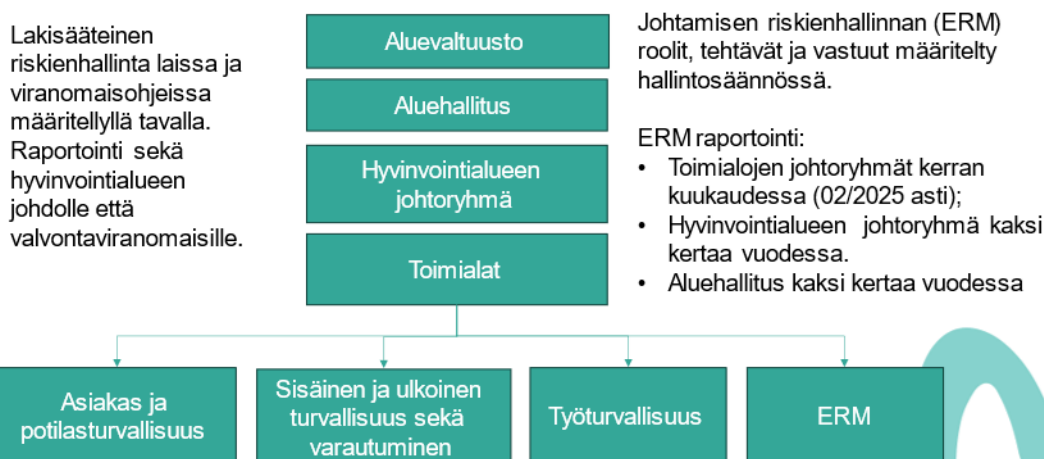 Lakisääteinen
riskienhallinta laissa ja
viranomaisohjeissa
määritellyllä tavalla.
Raportointi sekä
hyvinvointialueen
johdolle että
valvontaviranomaisille.
Aluevaltuusto
Aluehallitus
Hyvinvointialueen
johtoryhmä
Toimialat
Johtamisen riskienhallinnan (ERM)
roolit, tehtävät ja vastuut määritelty
hallintosäännössä.
ERM raportointi:
• Toimialojen johtoryhmät kerran
kuukaudessa (02/2025 asti);
• Hyvinvointialueen johtoryhmä kaksi
kertaa vuodessa.
• Aluehallitus kaksi kertaa vuodessa
Asiakas ja
potilasturvallisuus
Sisäinen ja ulkoinen
turvallisuus sekä
varautuminen
Työturvallisuus
ERM